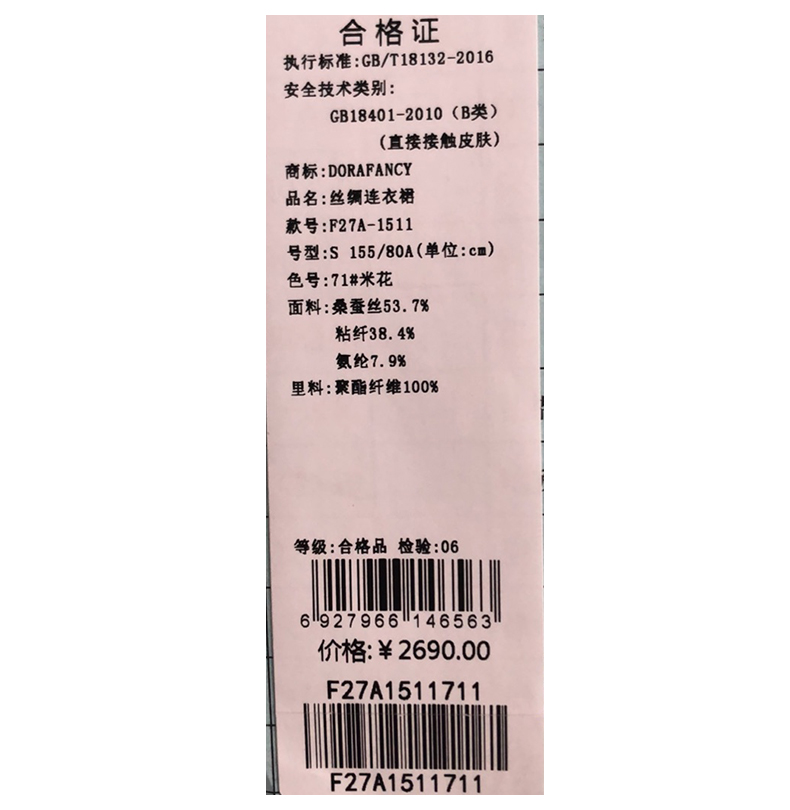 合格证
执行标准:GB/T18132-2016
安全技术类别:
GB18401-2010（B类）
(直接接触皮肤)
商标:DORAFANCY
品名:丝绸连衣裙
款号:F27A-1511
号型:S 155/80A(单位:cm)
色号:71#米花
面料:桑蚕丝53.7%
粘纤38.4%
氨纶7.9%
里料:聚酯纤维100%
等级:合格品 检验:06
6 927966 146563
价格:￥2690.00
F27A1511711
F27A1511711